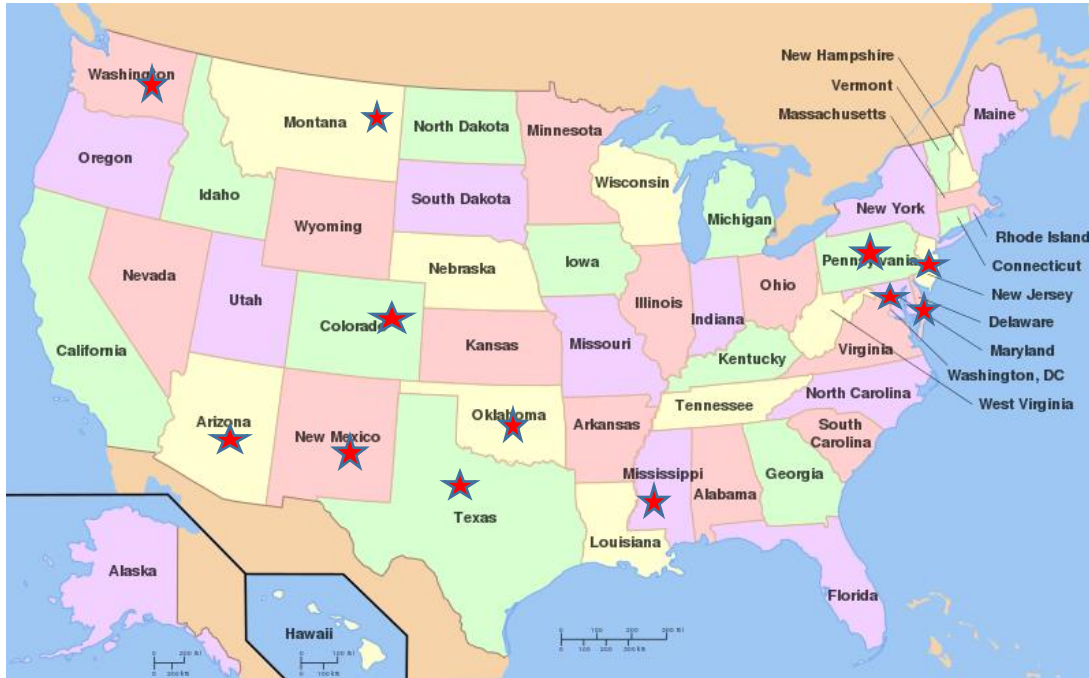 New Hampshire
Vermont
Massachusetts
Washington
Montana
North Dakota
Minnesota
Maine
Oregon
Idaho
South Dakota
Wisconsin
Michigan
New York
Wyoming
Rhode Island
Nevada
Nebraska
Iowa
Pennsylvania
Connecticut
Utah
Colorado
Illinois
Indiana
Ohio
New Jersey
California
Kansas
Missouri
Kentucky
Virginia
Delaware
Maryland
Washington, DC
West Virginia
Arizona
New Mexico
Oklahoma
Arkansas
Tennessee
North Carolina
South
Carolina
Texas
Mississippi
Alabama
Georgia
Louisiana
Florida
Alaska
Hawaii